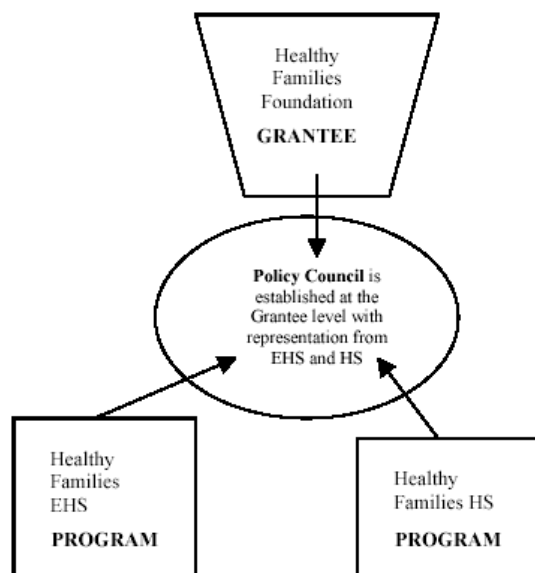 Healthy
Families
Foundation
GRANTEE
Policy Council is
established at the
Grantee level with
representation from
EHS and HS
Healthy
Families
EHS
PROGRAM
Healthy
Families HS
PROGRAM